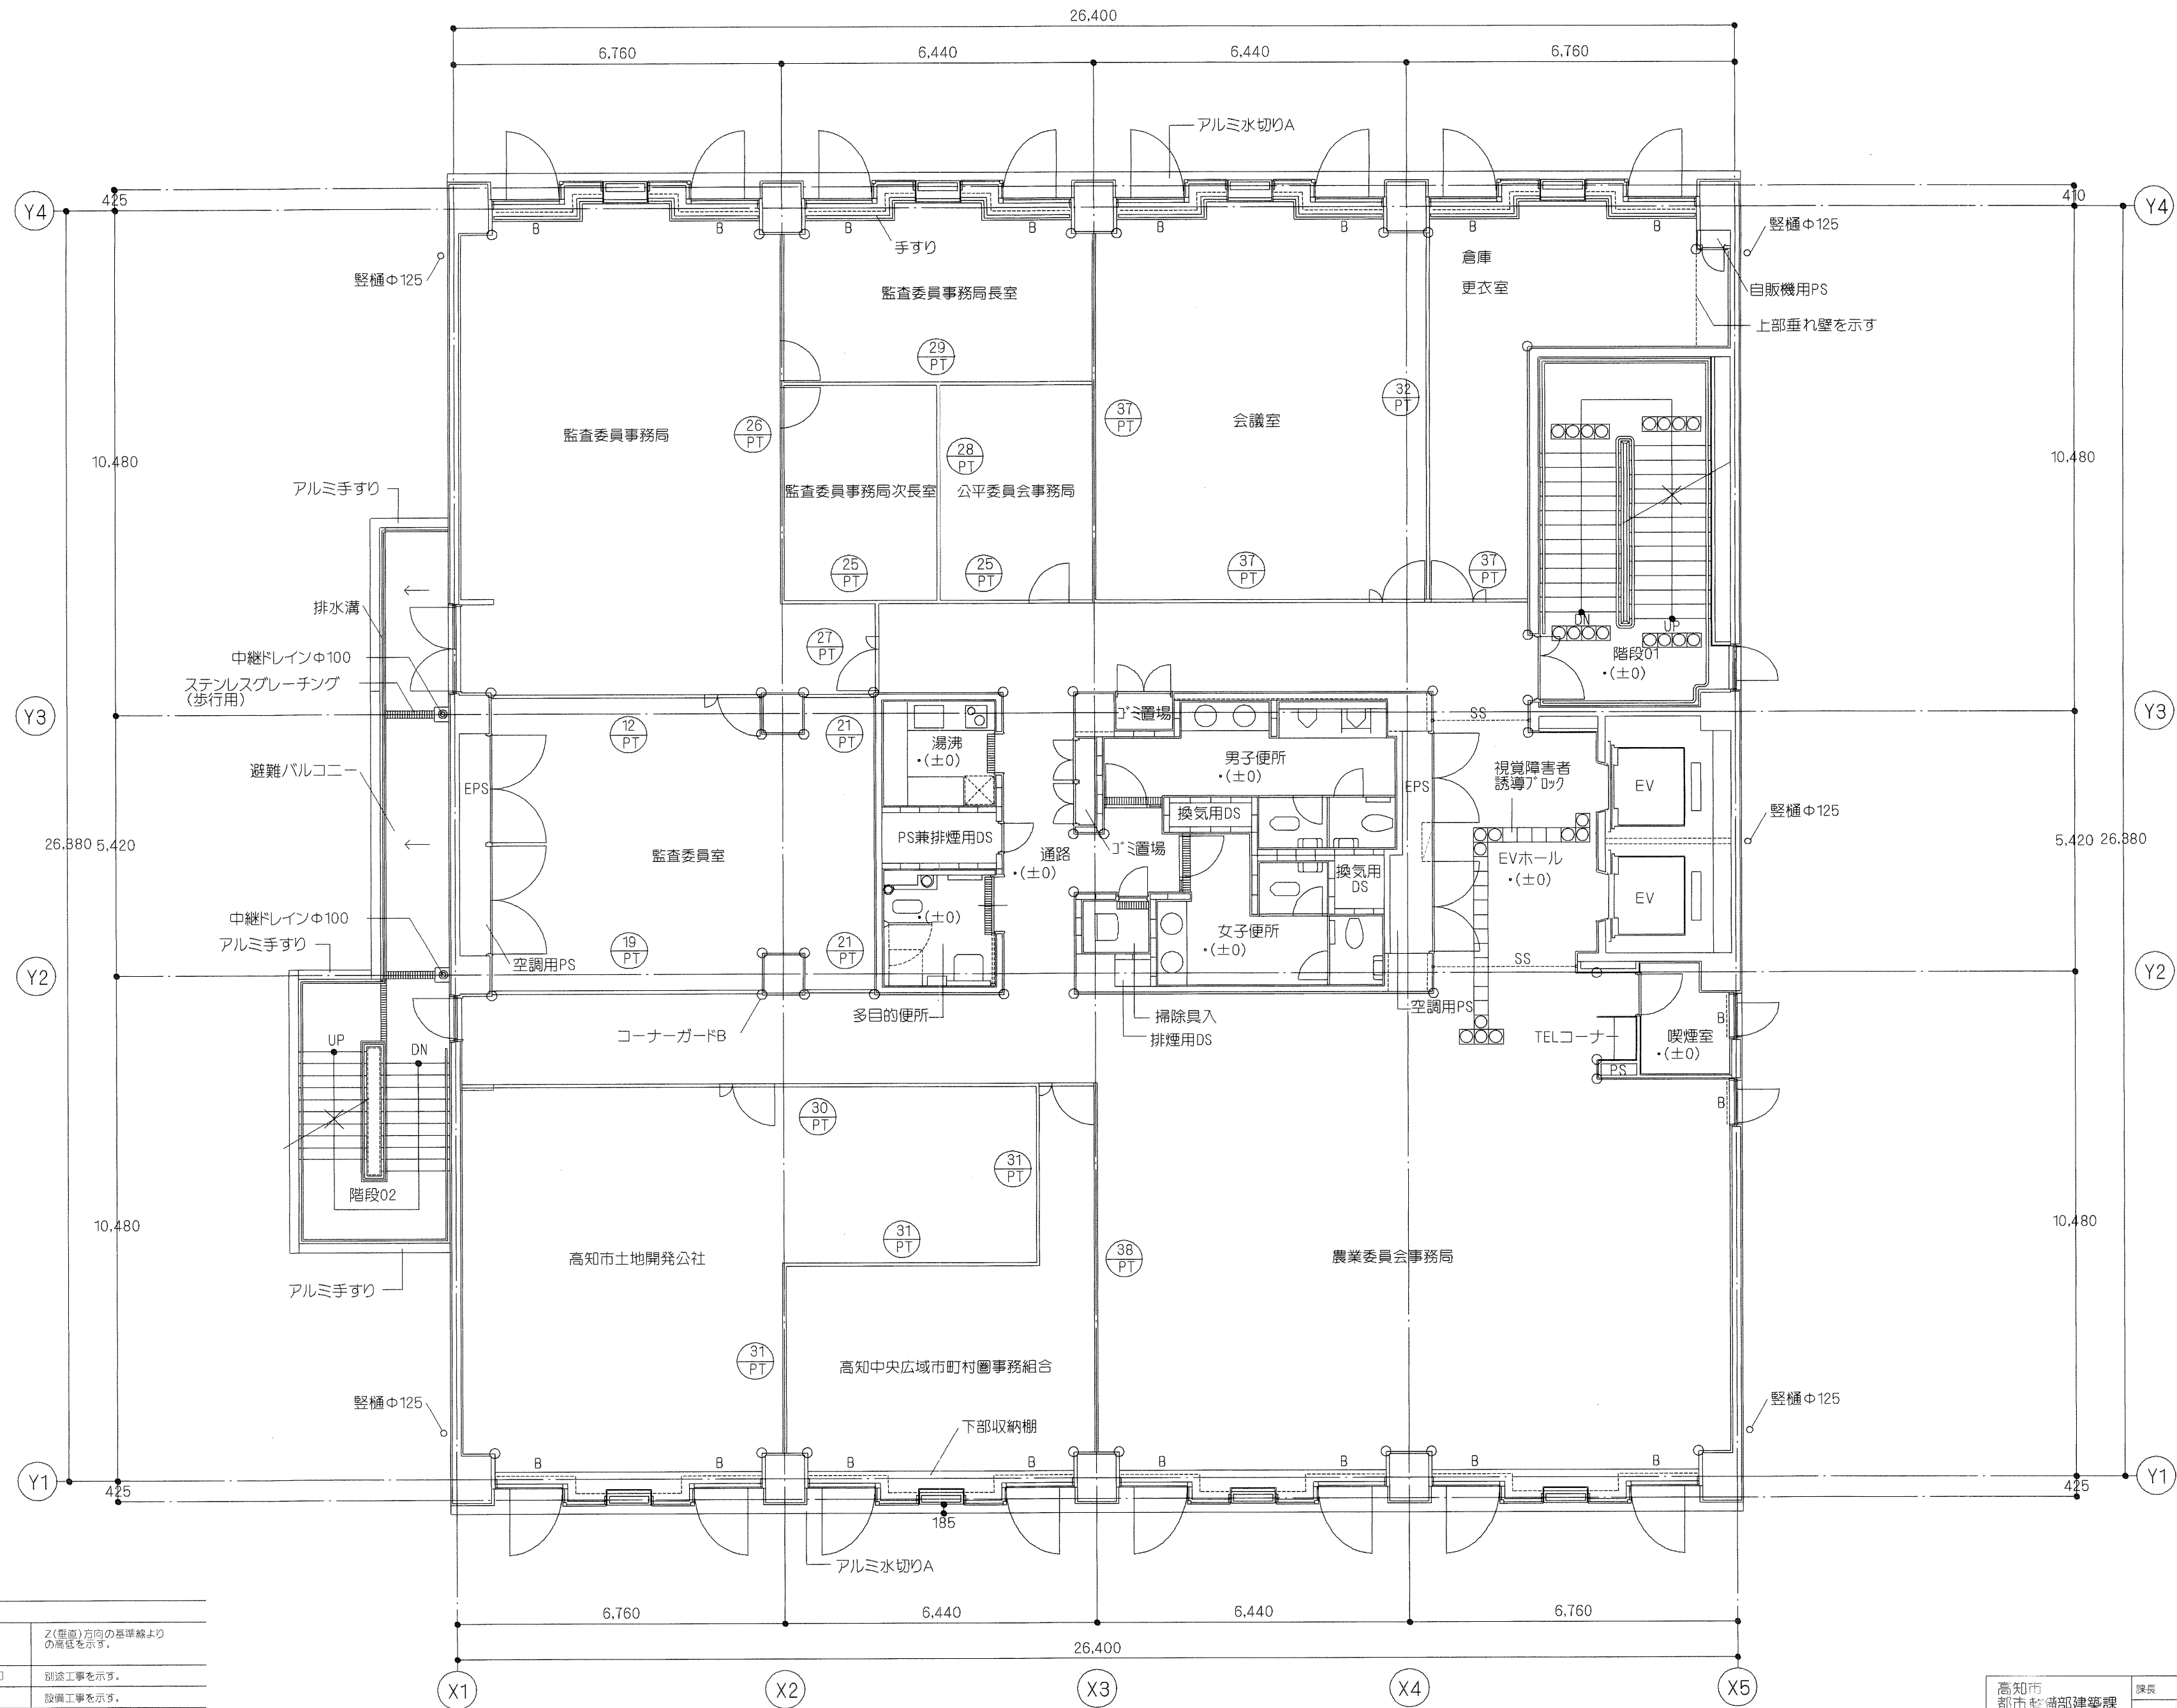 26,400
6,760
6,440
6,440
6,760
アルミ水切りA
425
410
Y4
Y4
B
B
B
B
B
B
B
B
手すり
竪樋Φ125
竪樋Φ125
倉庫
更衣室
監査委員事務局長室
自販機用PS
上部垂れ壁を示す
29
PT
32
PT
37
PT
会議室
26
PT
監査委員事務局
28
PT
10,480
10,480
アルミ手すり
監査委員事務局次長室
公平委員会事務局
25
PT
25
PT
37
PT
37
PT
排水溝
DN
UP
27
PT
階段01
・(±0)
中継ドレインΦ100
ステンレスグレーチング
(歩行用)
Y3
Y3
12
PT
21
PT
ゴミ置場
SS
湯沸
・(±0)
男子便所
・(±0)
視覚障害者
誘導ブロック
避難バルコニー
EPS
EPS
EV
換気用DS
竪樋Φ125
PS兼排煙用DS
26,880
5,420
5,420
26,880
監査委員室
通路
・(±0)
ゴミ置場
EVホール
・(±0)
換気用
DS
EV
中継ドレインΦ100
・(±0)
アルミ手すり
19
PT
21
PT
女子便所
・(±0)
空調用PS
SS
Y2
Y2
多目的便所
掃除具入
空調用PS
コーナーガードB
排煙用DS
TELコーナー
喫煙室
・(±0)
B
UP
DN
PS
B
30
PT
31
PT
階段02
10,480
10,480
31
PT
高知市土地開発公社
38
PT
農業委員会事務局
アルミ手すり
31
PT
高知中央広域市町村圏事務組合
竪樋Φ125
竪樋Φ125
下部収納棚
B
B
B
B
B
B
B
B
Y1
Y1
425
425
185
アルミ水切りA
6,760
6,440
6,440
6,760
26,400
X1
X2
X3
X4
X5
Z(垂直)方向の基準線より
の高低を示す。
別途工事を示す。
設備工事を示す。
高知市
都市整備部建築課
課長